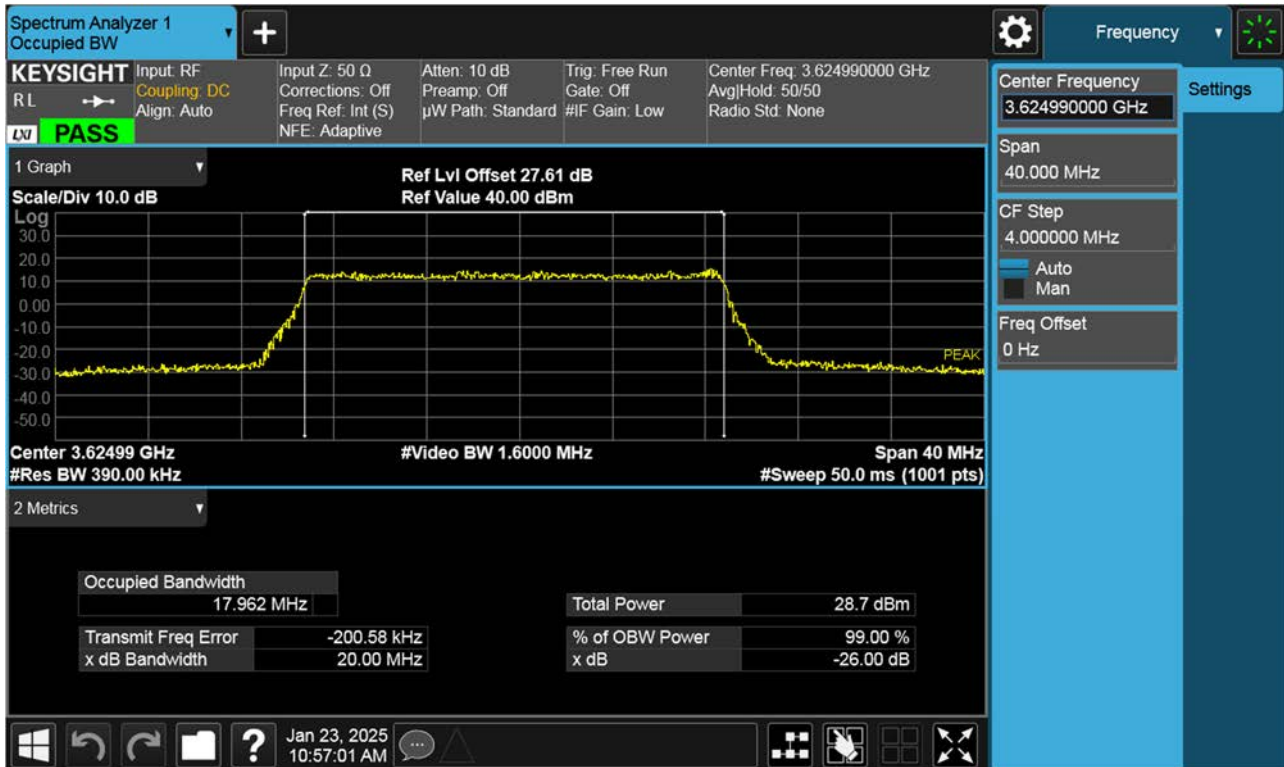 Spectrum Analyzer 1
Occupied BW
+
Frequency
KEYSIGHT
RL
LXI PASS
Input: RF
Coupling: DC
Align: Auto
Input Z: 50 Ω
Corrections: Off
Freq Ref: Int (S)
NFE: Adaptive
Atten: 10 dB
Preamp: Off
µW Path: Standard
Trig: Free Run
Gate: Off
#IF Gain: Low
Center Freq: 3.624990000 GHz
Avg|Hold: 50/50
Radio Std: None
Center Frequency
3.624990000 GHz
Settings
Span
40.000 MHz
CF Step
4.000000 MHz
Auto
Man
Freq Offset
0 Hz
1 Graph
Ref Lvl Offset 27.61 dB
Scale/Div 10.0 dB
Ref Value 40.00 dBm
Log
30.0
20.0
10.0
0.00
-10.0
-20.0
-30.0
-40.0
-50.0
PEAK
Center 3.62499 GHz
#Video BW 1.6000 MHz
Span 40 MHz
#Res BW 390.00 kHz
#Sweep 50.0 ms (1001 pts)
2 Metrics
Occupied Bandwidth
17.962 MHz
Total Power 28.7 dBm
Transmit Freq Error -200.58 kHz
% of OBW Power 99.00 %
x dB Bandwidth 20.00 MHz
x dB -26.00 dB
?
Jan 23, 2025
10:57:01 AM